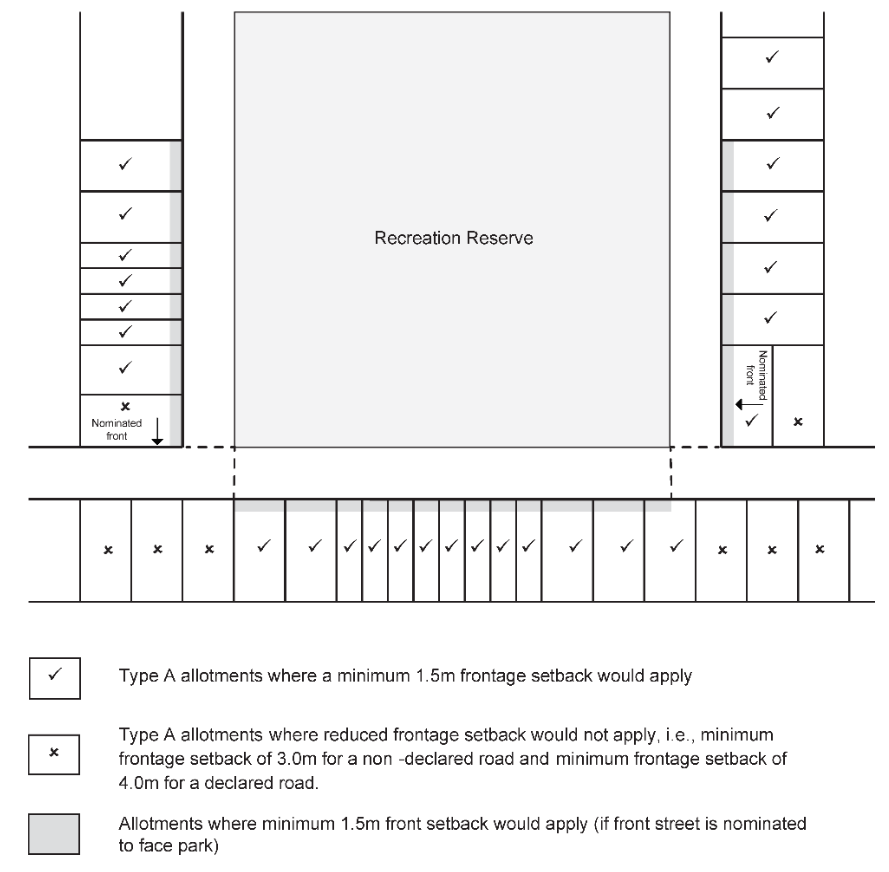 Recreation Reserve
Nominated
front
Nominated
front
Type A allotments where a minimum 1.5m frontage setback would apply
Type A allotments where reduced frontage setback would not apply, i.e., minimum
frontage setback of 3.0m for a non -declared road and minimum frontage setback of
4.0m for a declared road.
Allotments where minimum 1.5m front setback would apply (if front street is nominated
to face park)